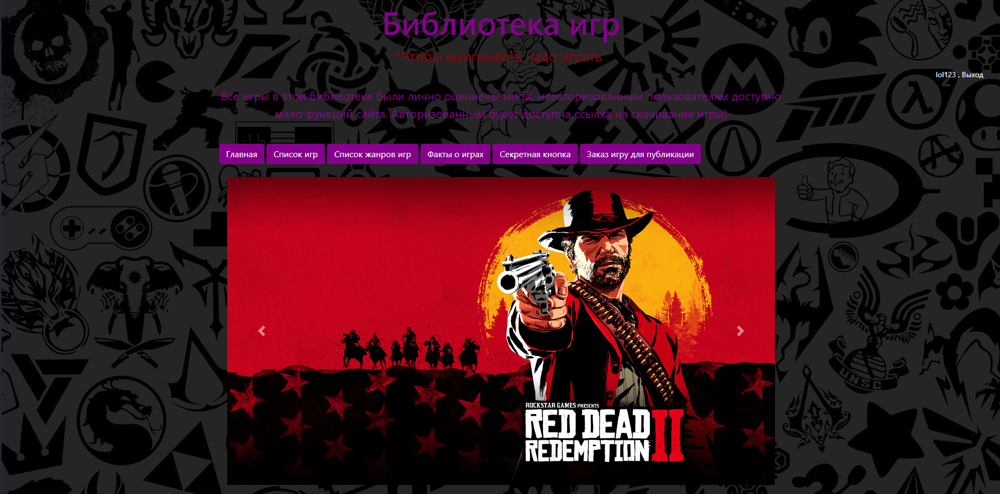 Библиотека игр
"Чтобы выигрывать надо играть"
lol123 , Выход
Все игры в этой библиотеке были лично оценнены мной, неавторизованным пользователям доступно
мало функций сайта. Авторизованным будет доступна ссылка на скачивание игры)
Главная
Список игр
Список жанров игр
Факты о играх
Секретная кнопка
Заказ игру для публикации
ROCKSTAR GAMES PRESENTS
RED DEAD
REDEMPTION II
UNSC